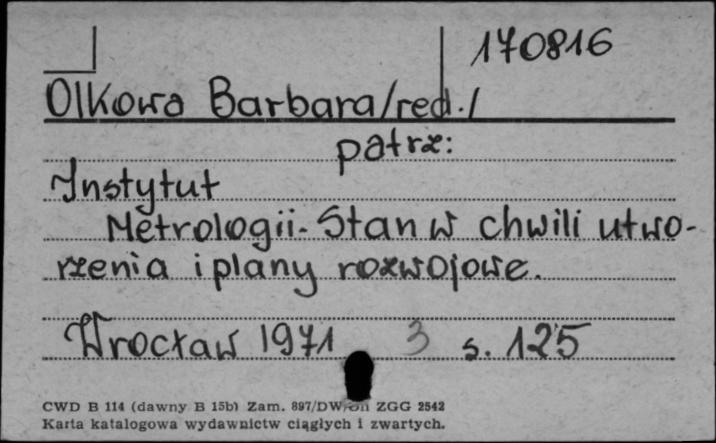 170816
Olkowa Barbara/red./
patrz:
Instytut
Metrologii. Stan w chwili utwo-
rzenia i plany rozwojowe.
Wrocław 1971 3 s. 125
CWD B 114 (dawny B 15b) Zam. 897/DW/ ZGG 2542
Karta katalogowa wydawnictw ciągłych i zwartych.